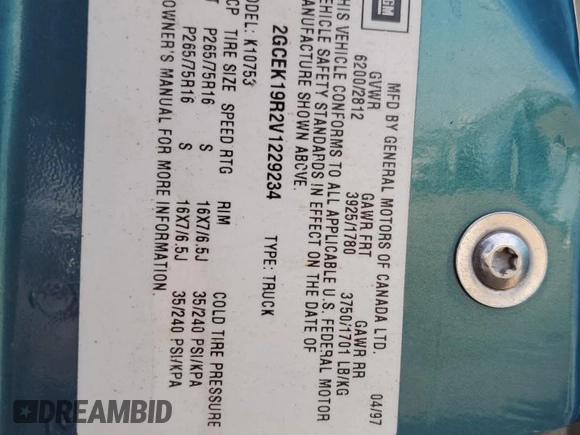 GM
MFD BY GENERAL MOTORS OF CANADA LTD.
04/97
GVWR GAWR FRT GAWR RR
6200/2812 3925/1780 3750/1701 LB/KG
THIS VEHICLE CONFORMS TO ALL APPLICABLE U.S. FEDERAL MOTOR
VEHICLE SAFETY STANDARDS IN EFFECT ON THE DATE OF
MANUFACTURE SHOWN ABOVE.
2GCEK19R2V1229234 TYPE: TRUCK
MODEL: K10753
TIRE SIZE SPEED RTG RIM COLD TIRE PRESSURE
P265/75R16 S 16X7/6.5J 35/240 PSI/KPA
P265/75R16 S 16X7/6.5J 35/240 PSI/KPA
OWNER'S MANUAL FOR MORE INFORMATION.
DREAMBID